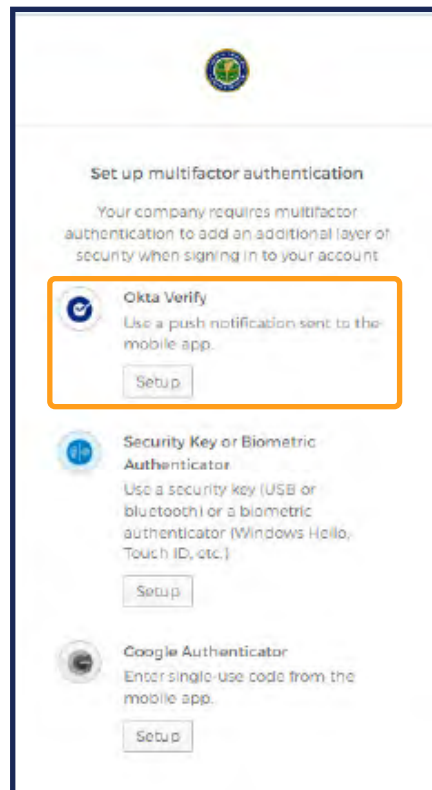 Set up multifactor authentication
Your company requires multifactor
authentication to add an additional layer of
security when signing in to your account
Okta Verify
Use a push notification sent to the
mobile app.
Setup
Security Key or Biometric
Authenticator
Use a security key (USB or
bluetooth) or a biometric
authenticator (Windows Hello,
Touch ID, etc.)
Setup
Google Authenticator
Enter single-use code from the
mobile app.
Setup